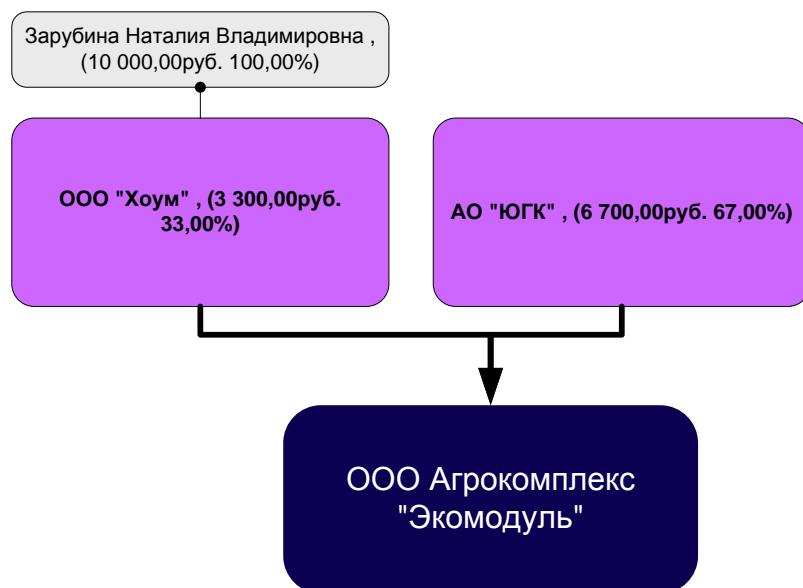 Зарубина Наталия Владимировна ,
(10 000,00руб. 100,00%)
ООО "Хоум" , (3 300,00руб.
33,00%)
АО "ЮГК" , (6 700,00руб. 67,00%)
ООО Агрокомплекс
"Экомодуль"